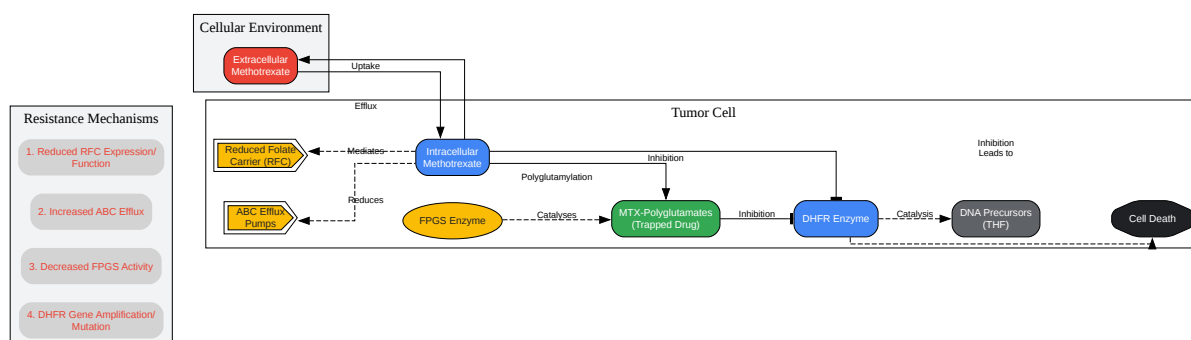 Cellular Environment
Extracellular
Methotrexate
Uptake
Efflux
Resistance Mechanisms
1. Reduced RFC Expression/
Function
2. Increased ABC Efflux
3. Decreased FPGS Activity
4. DHFR Gene Amplification/
Mutation
Tumor Cell
Reduced Folate
Carrier (RFC)
Mediates
Intracellular
Methotrexate
Inhibition
Inhibition
Leads to
Polyglutamylation
Reduces
ABC Efflux
Pumps
FPGS Enzyme
Catalyses
MTX-Polyglutamates
(Trapped Drug)
Inhibition
DHFR Enzyme
Catalysis
DNA Precursors
(THF)
Cell Death